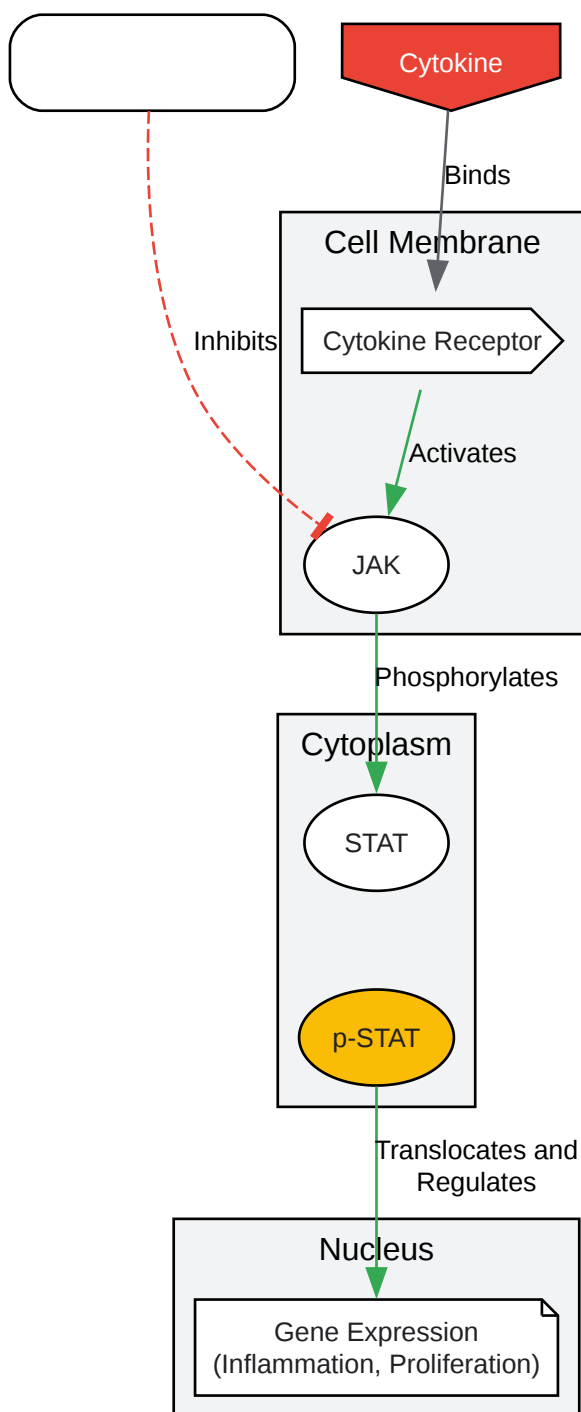 Cytokine
Binds
Cell Membrane
Inhibits
Cytokine Receptor
Activates
JAK
Phosphorylates
Cytoplasm
STAT
p-STAT
Translocates and
Regulates
Nucleus
Gene Expression
(Inflammation, Proliferation)